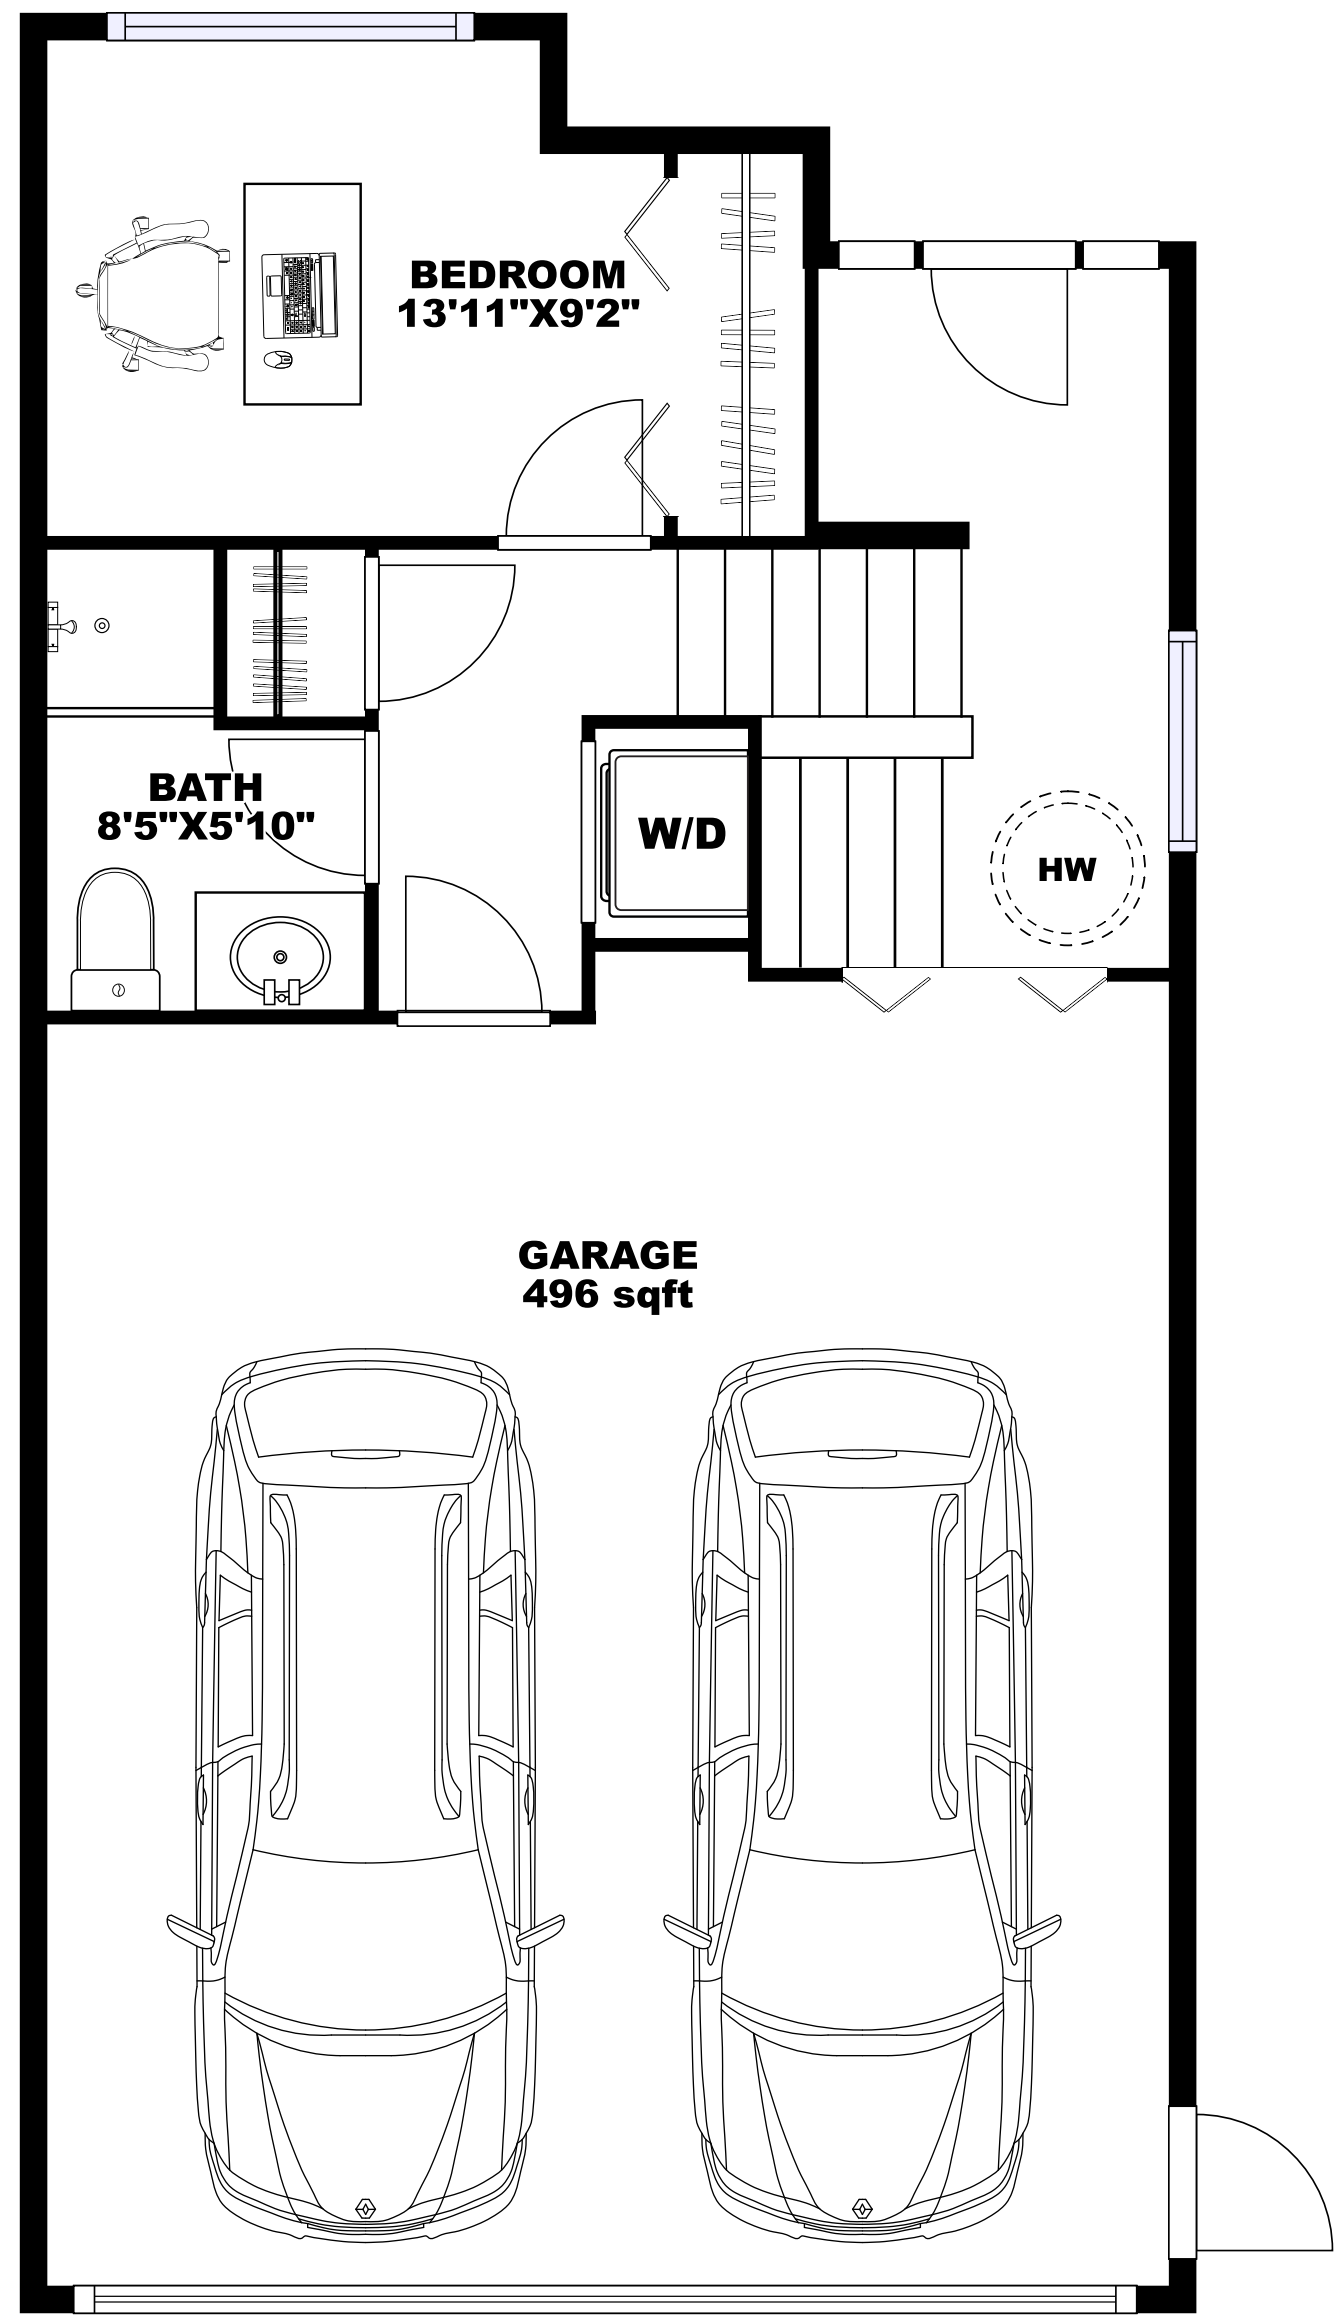 BEDROOM
13'11"X9'2"
BATH
8'5"X5'10"
W/D
HW
GARAGE
496 sqft